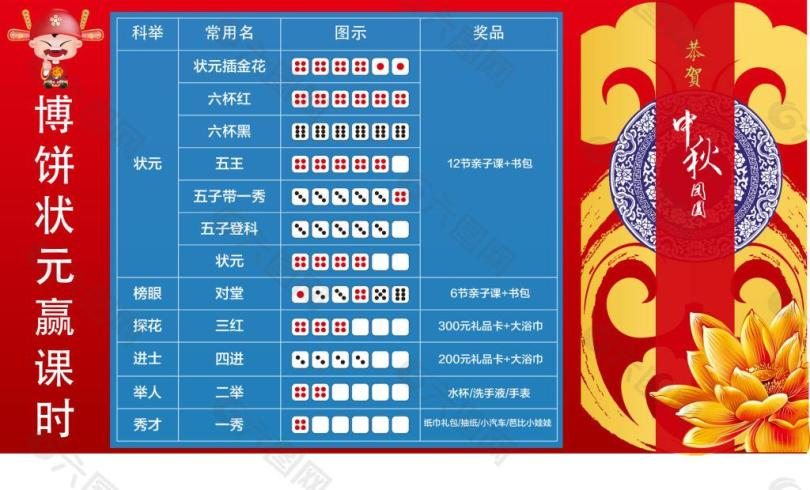 博饼状元赢课时
科举 常用名 图示 奖品
状元 状元插金花 12节亲子课+书包
六杯红
六杯黑
五王
五子带一秀
五子登科
状元
榜眼 对堂 6节亲子课+书包
探花 三红 300元礼品卡+大浴巾
进士 四进 200元礼品卡+大浴巾
举人 二举 水杯/洗手液/手表
秀才 一秀 纸巾礼包/抽纸/小汽车/芭比小娃娃
恭贺
中秋
团圆
六图网